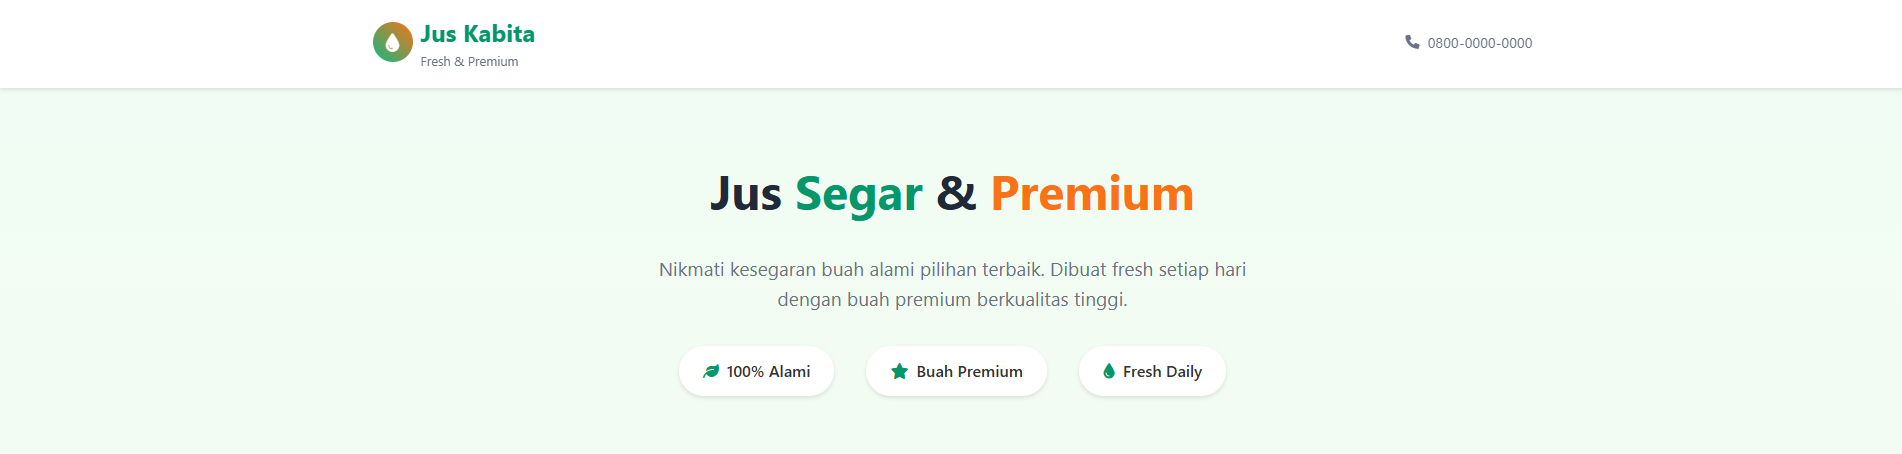 Jus Kabita
Fresh & Premium
0800-0000-0000
Jus Segar & Premium
Nikmati kesegaran buah alami pilihan terbaik. Dibuat fresh setiap hari
dengan buah premium berkualitas tinggi.
100% Alami
Buah Premium
Fresh Daily